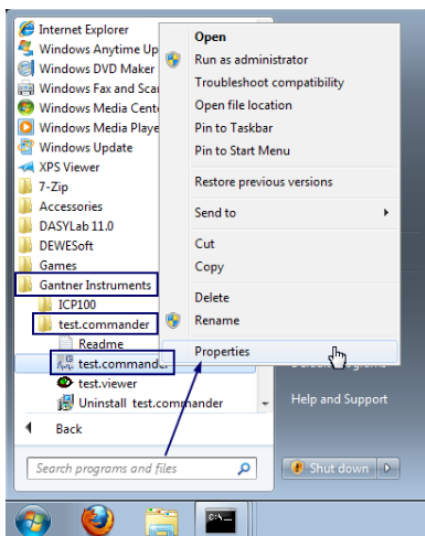 Internet Explorer
Windows Anytime Up
Windows DVD Maker
Windows Fax and Scan
Windows Media Cent
Windows Media Playe
Windows Update
XPS Viewer
7-Zip
Accessories
DASYLab 11.0
DEWESoft
Games
Gantner Instruments
ICP100
test.commander
Readme
test.commander
test.viewer
Uninstall test.commander
Back
Search programs and files
Open
Run as administrator
Troubleshoot compatibility
Open file location
Pin to Taskbar
Pin to Start Menu
Restore previous versions
Send to
Cut
Copy
Delete
Rename
Properties
Help and Support
Shut down